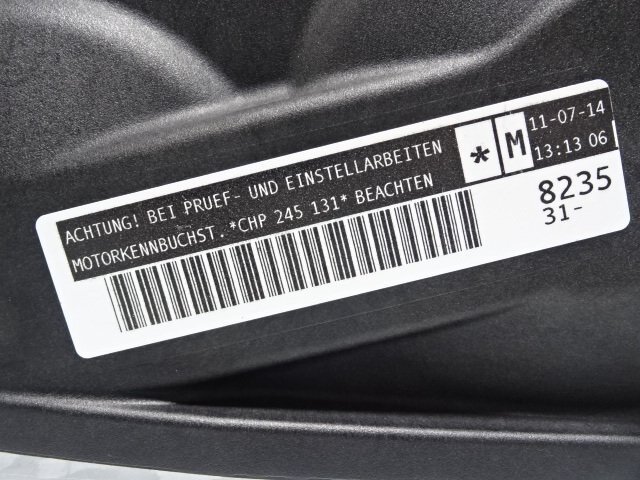 ACHTUNG! BEI PRUEF- UND EINSTELLARBEITEN
MOTORKENNBUCHST. *CHP 245 131* BEACHTEN
* M
11-07-14
13:13 06
8235
31-